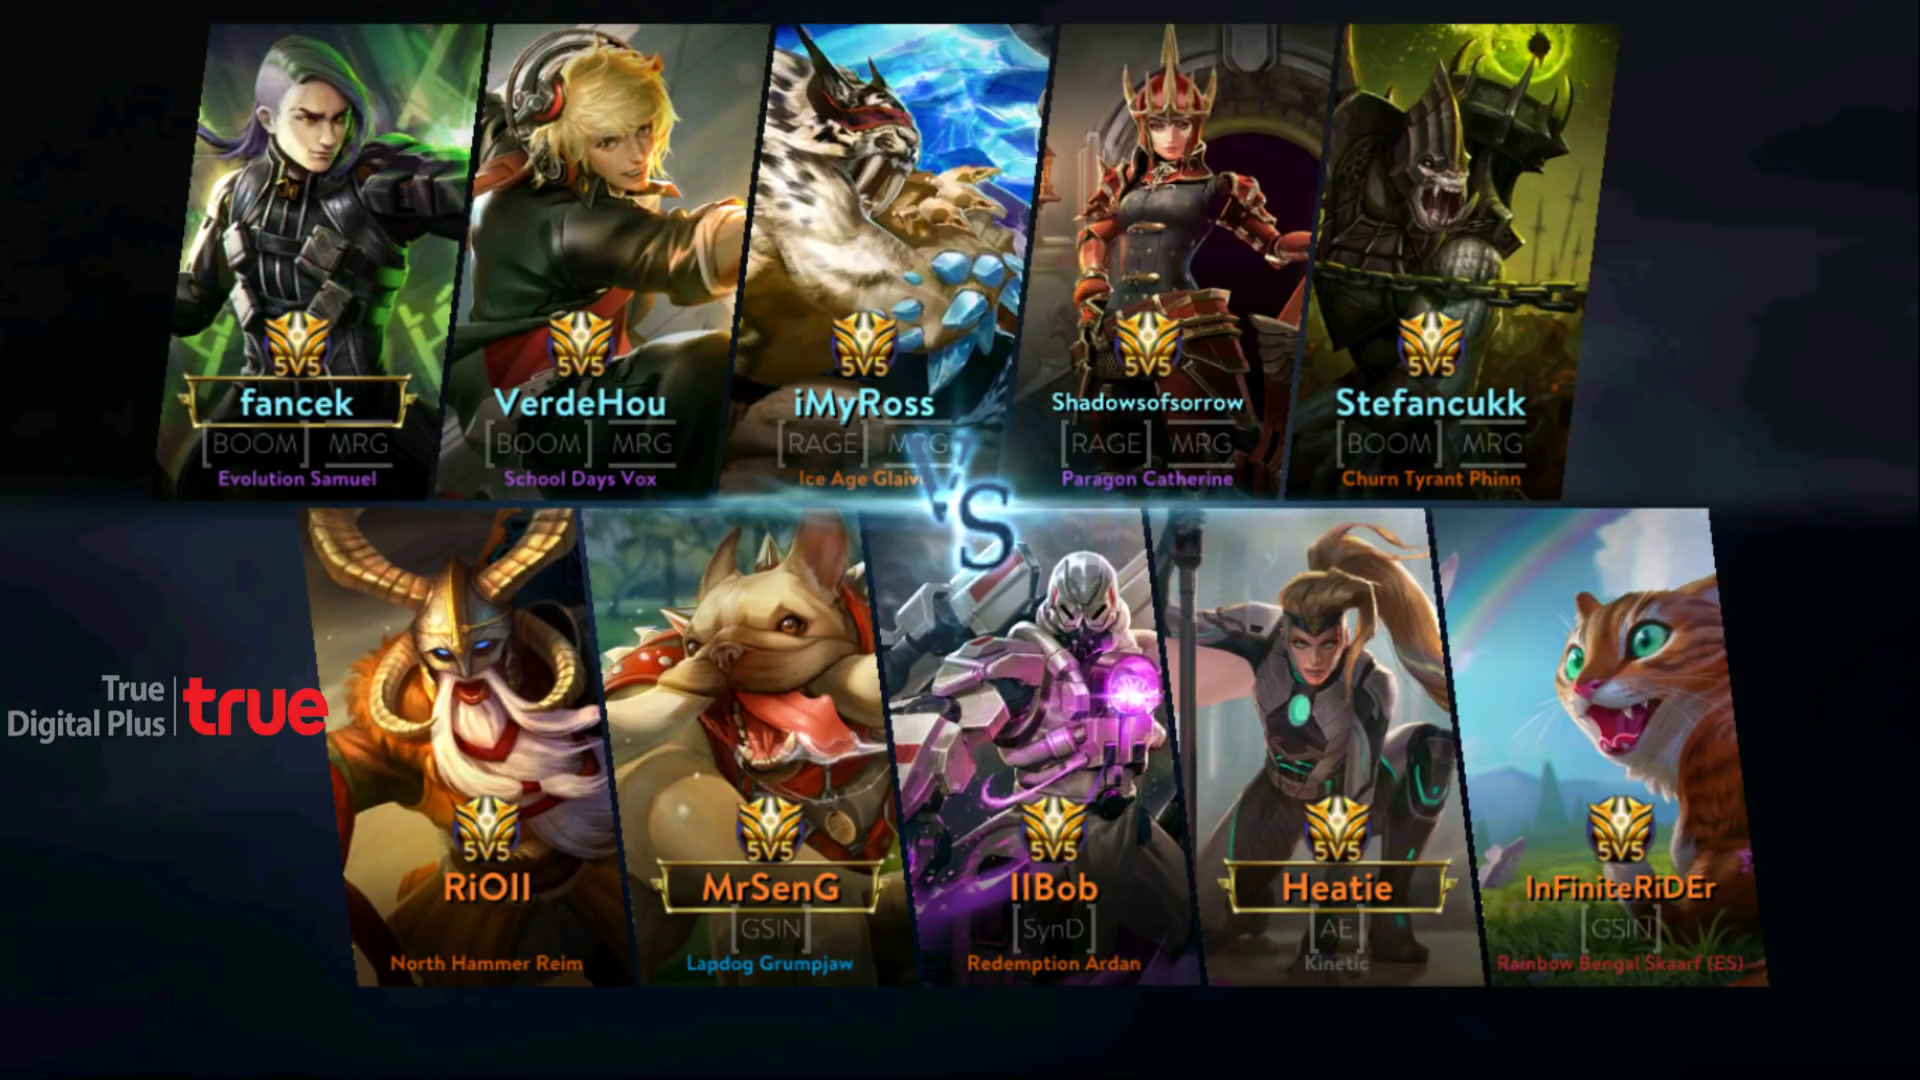 5V5
5V5
5V5
5V5
5V5
fancek
VerdeHou
iMyRoss
Shadowsofsorrow
Stefancukk
[BOOM] MRG
[BOOM] MRG
[RAGE] MRG
[RAGE] MRG
[BOOM] MRG
Evolution Samuel
School Days Vox
Ice Age Glaive
Paragon Catherine
Churn Tyrant Phinn
VS
True
Digital Plus
true
5V5
5V5
5V5
5V5
5V5
RiOll
MrSenG
llBob
Heatie
InFiniteRiDEr
[GSIN]
[SynD]
[AE]
[GSIN]
North Hammer Reim
Lapdog Grumpjaw
Redemption Ardan
Kinetic
Rainbow Bengal Skaarf (ES)